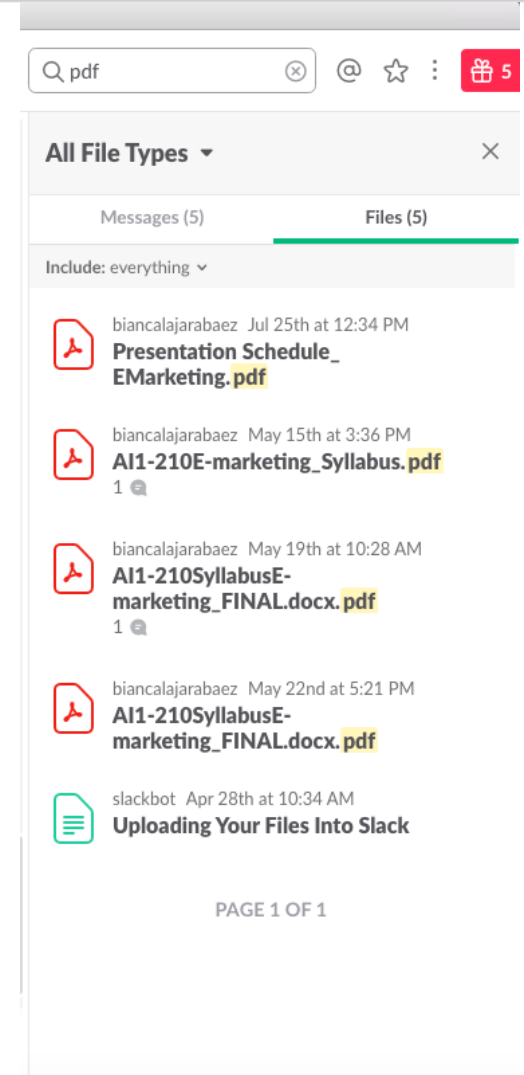 pdf
@
5
All File Types
Messages (5)
Files (5)
Include: everything
biancalajarabaez Jul 25th at 12:34 PM
Presentation Schedule_
EMarketing.pdf
biancalajarabaez May 15th at 3:36 PM
AI1-210E-marketing_Syllabus.pdf
1
biancalajarabaez May 19th at 10:28 AM
AI1-210SyllabusE-
marketing_FINAL.docx.pdf
1
biancalajarabaez May 22nd at 5:21 PM
AI1-210SyllabusE-
marketing_FINAL.docx.pdf
slackbot Apr 28th at 10:34 AM
Uploading Your Files Into Slack
PAGE 1 OF 1